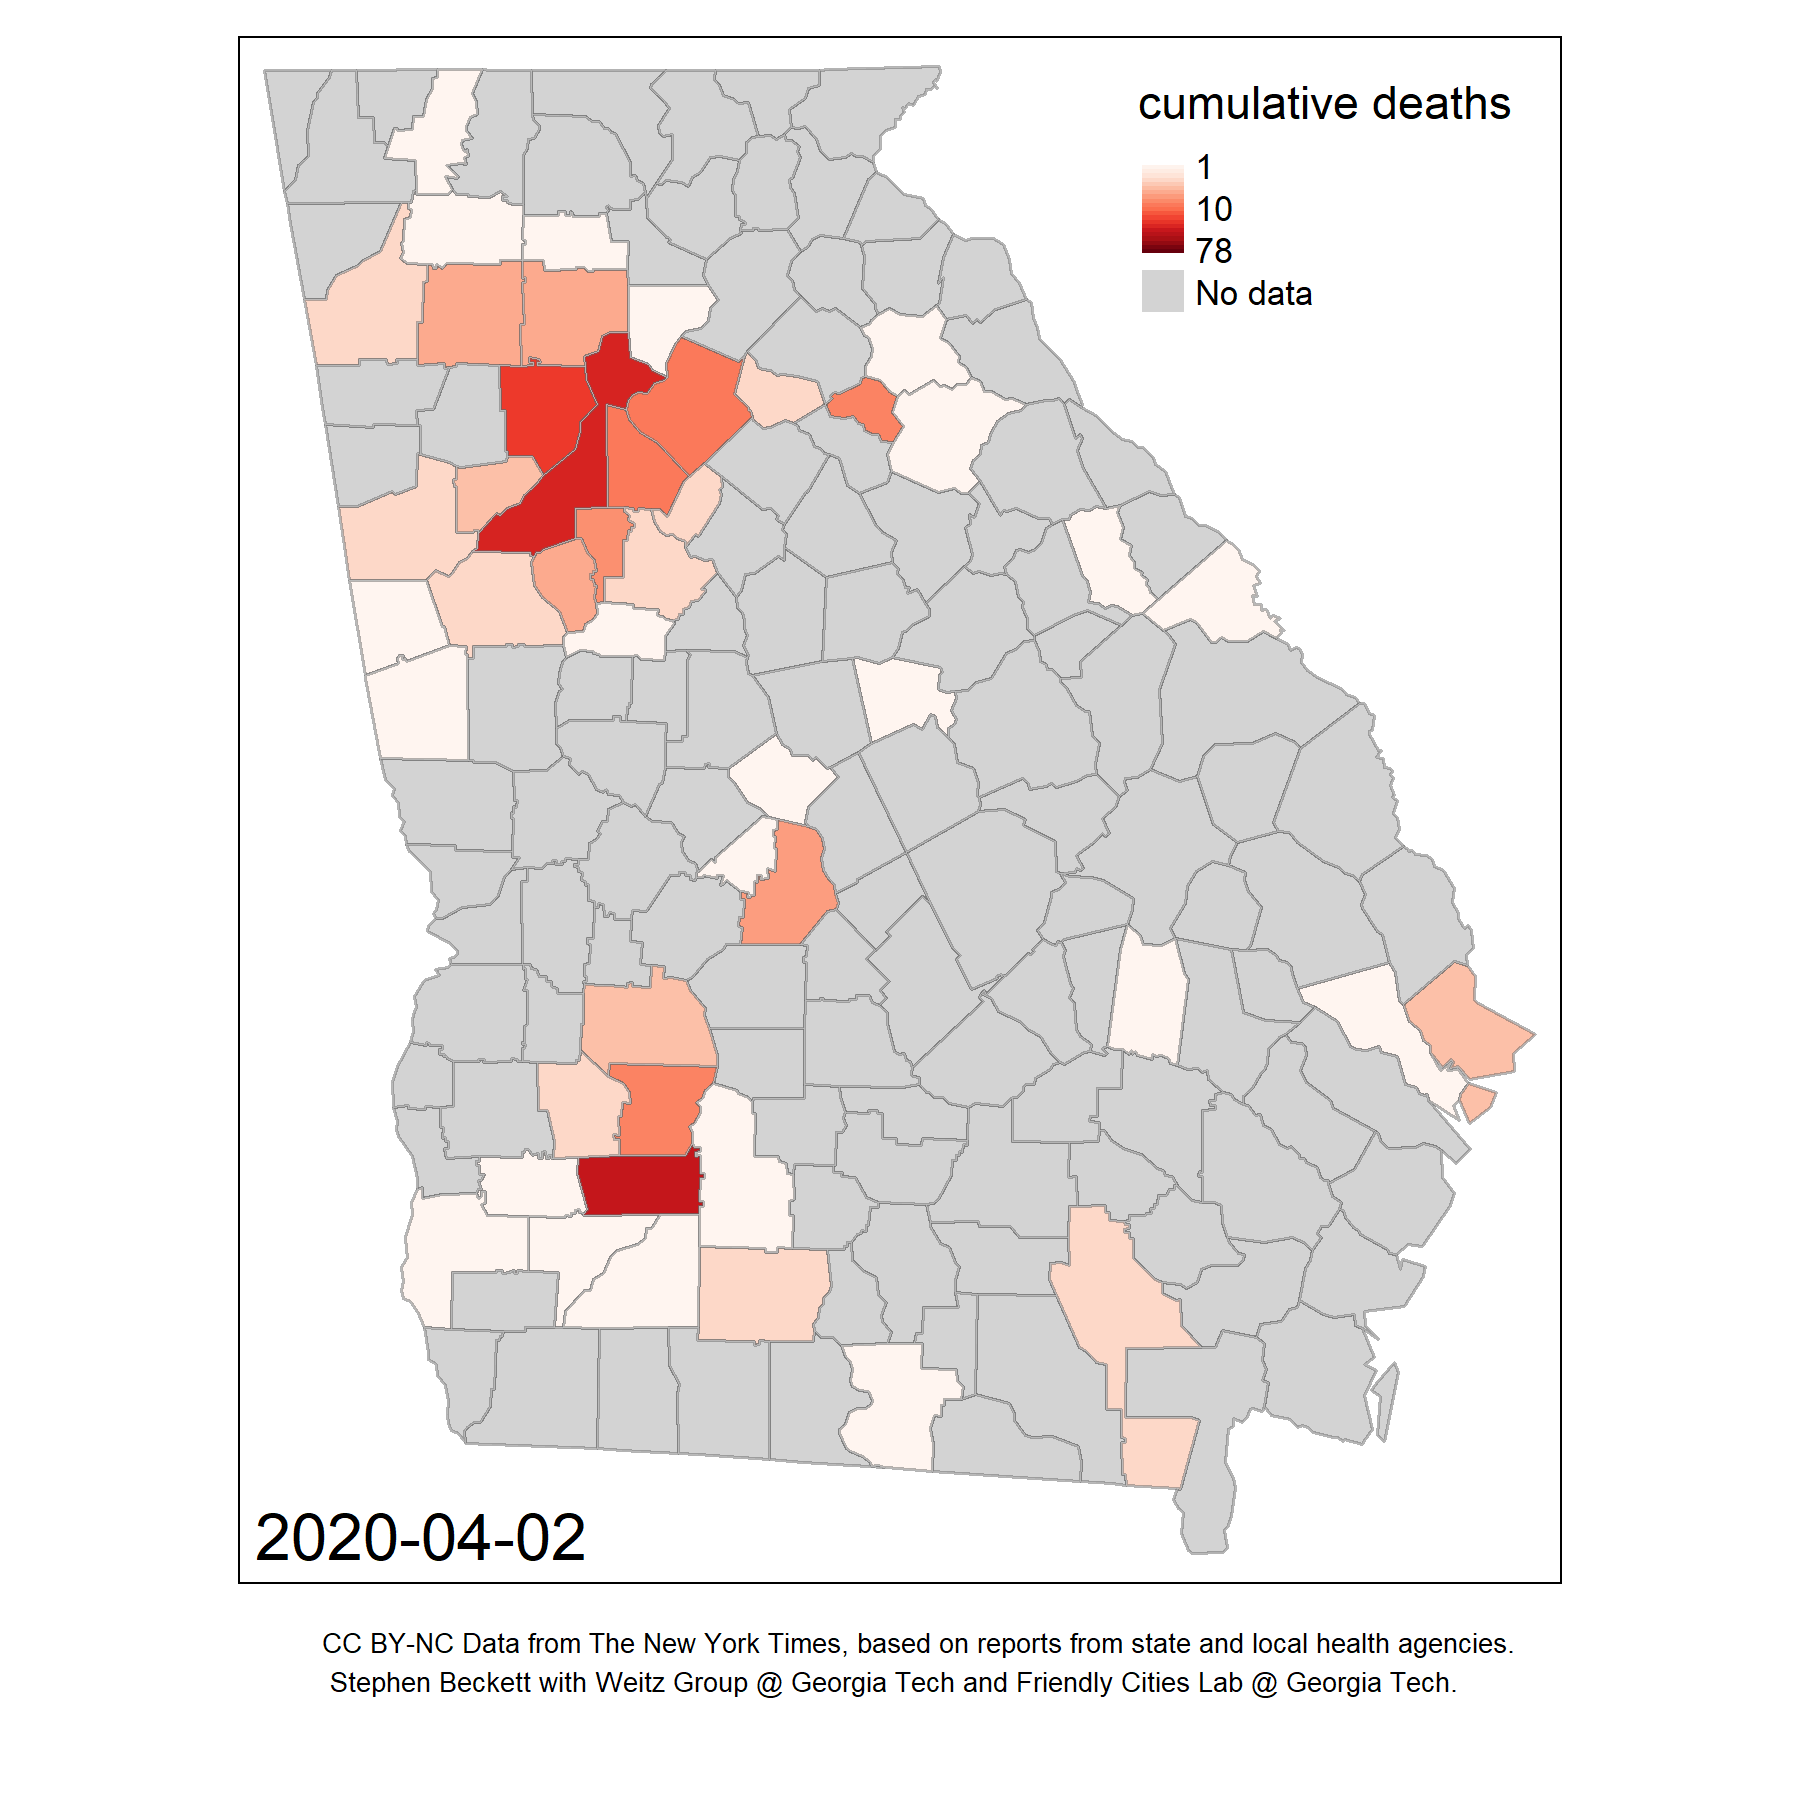 cumulative deaths
1
10
78
No data
2020-04-02
CC BY-NC Data from The New York Times, based on reports from state and local health agencies.
Stephen Beckett with Weitz Group @ Georgia Tech and Friendly Cities Lab @ Georgia Tech.